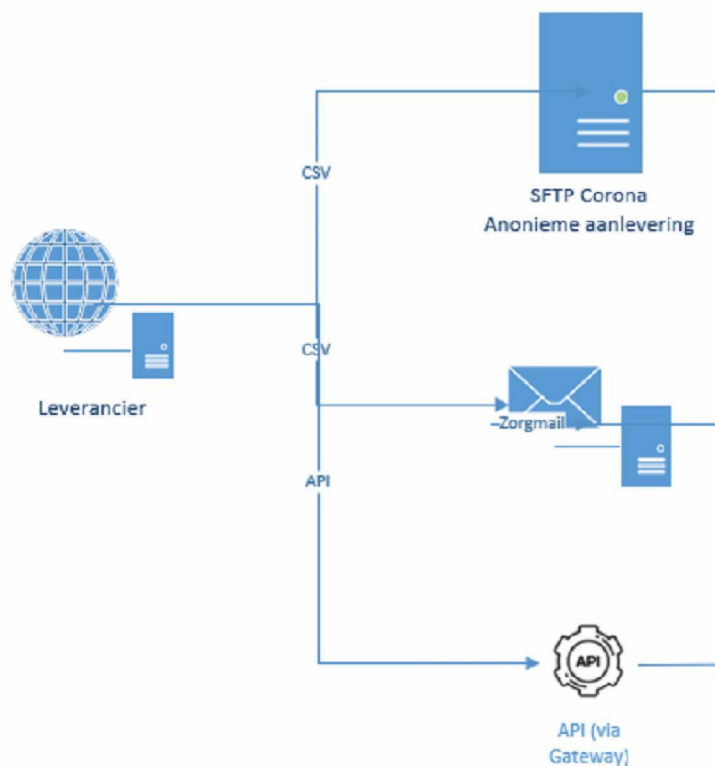 CSV
SFTP Corona
Anonieme aanlevering
CSV
Leverancier
Zorgmail
API
API
API (via
Gateway)